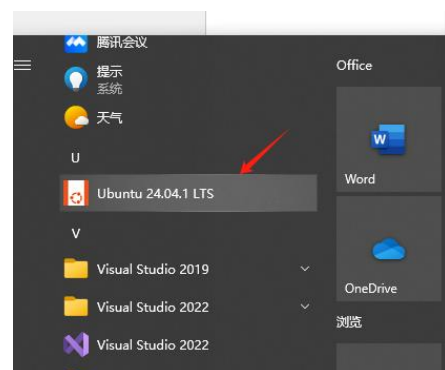 腾讯会议
提示
系统
天气
U
Ubuntu 24.04.1 LTS
V
Visual Studio 2019
Visual Studio 2022
Visual Studio 2022
Office
W
Word
OneDrive
浏览